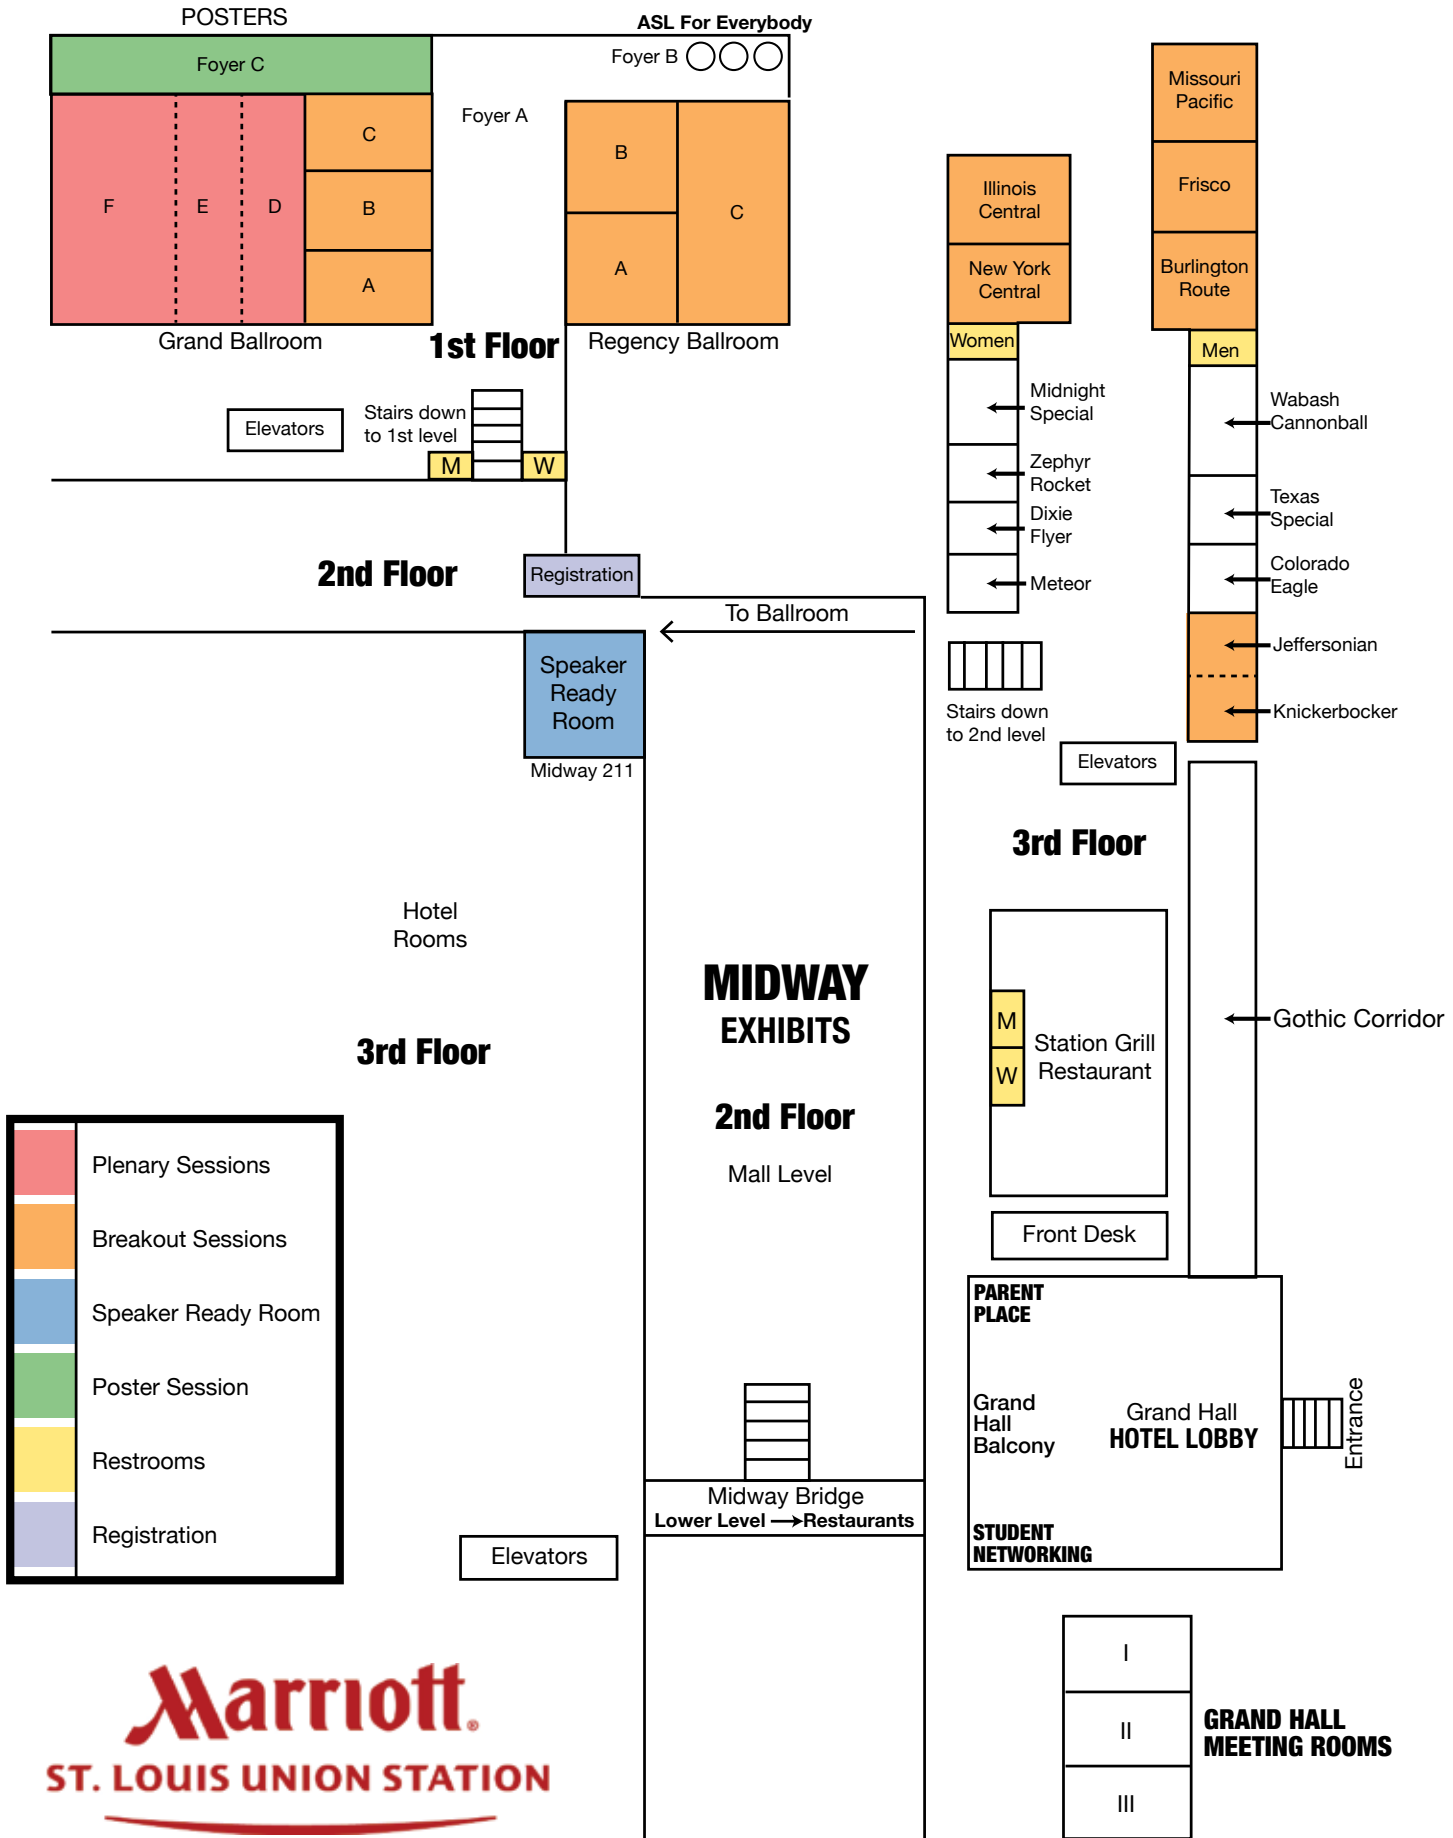 POSTERS
ASL For Everybody
Foyer B
Foyer C
Foyer A
F
E
D
C
B
A
B
A
C
Grand Ballroom
1st Floor
Regency Ballroom
Elevators
Stairs down
to 1st level
M
W
2nd Floor
Registration
To Ballroom
Speaker
Ready
Room
Midway 211
Missouri
Pacific
Frisco
Burlington
Route
Illinois
Central
New York
Central
Women
Men
Midnight
Special
Zephyr
Rocket
Dixie
Flyer
Meteor
Wabash
Cannonball
Texas
Special
Colorado
Eagle
Jeffersonian
Knickerbocker
Stairs down
to 2nd level
Elevators
3rd Floor
Hotel
Rooms
3rd Floor
MIDWAY
EXHIBITS
2nd Floor
Mall Level
M
W
Station Grill
Restaurant
Gothic Corridor
Front Desk
PARENT
PLACE
Grand
Hall
Balcony
Grand Hall
HOTEL LOBBY
Entrance
STUDENT
NETWORKING
Plenary Sessions
Breakout Sessions
Speaker Ready Room
Poster Session
Restrooms
Registration
Midway Bridge
Lower Level Restaurants
Elevators
I
II
III
GRAND HALL
MEETING ROOMS
Marriott®
ST. LOUIS UNION STATION